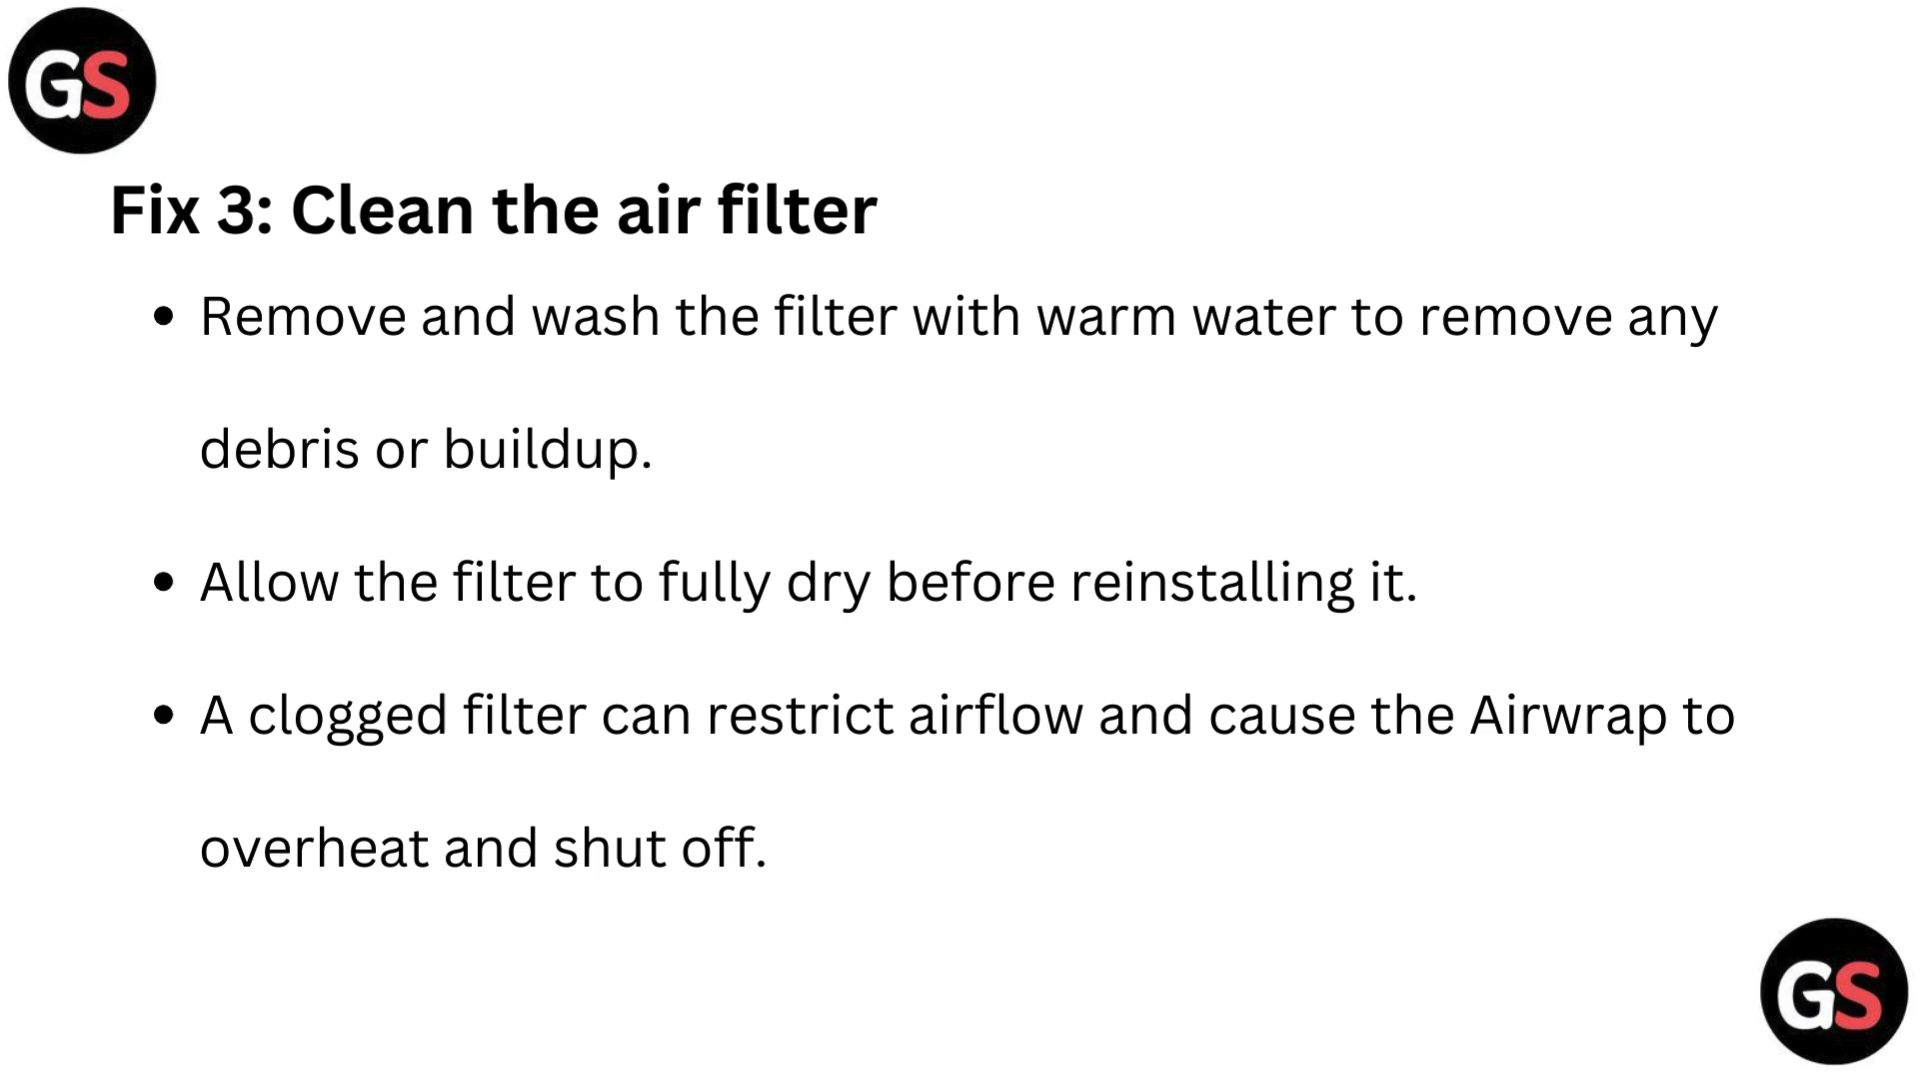 GS
Fix 3: Clean the air filter
• Remove and wash the filter with warm water to remove any
debris or buildup.
• Allow the filter to fully dry before reinstalling it.
• A clogged filter can restrict airflow and cause the Airwrap to
overheat and shut off.
GS